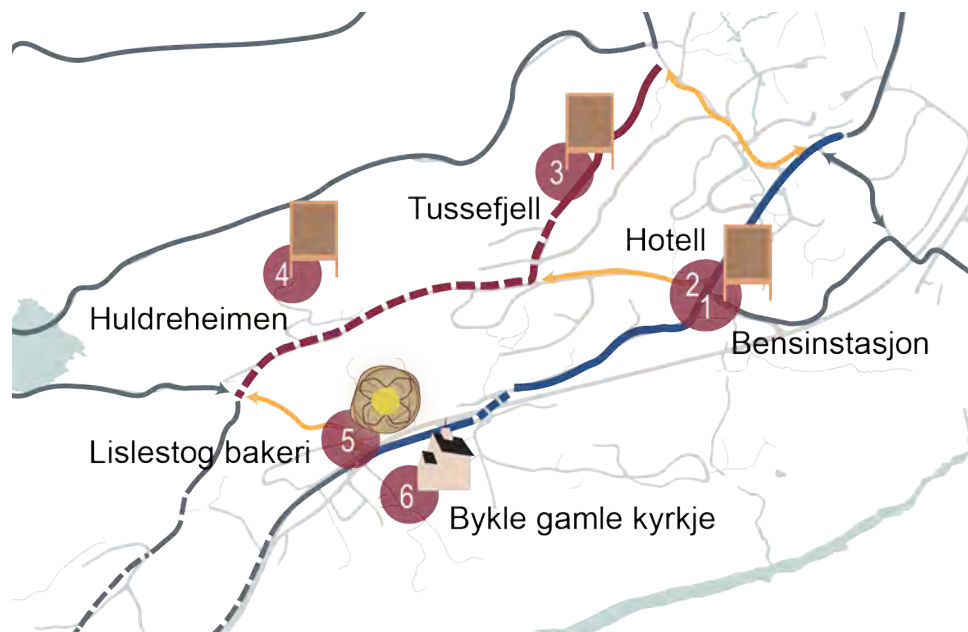 3
Tussefjell
Hotell
4
2
1
Huldreheimen
Bensinstasjon
5
Lislestog bakeri
6
Bykle gamle kyrkje